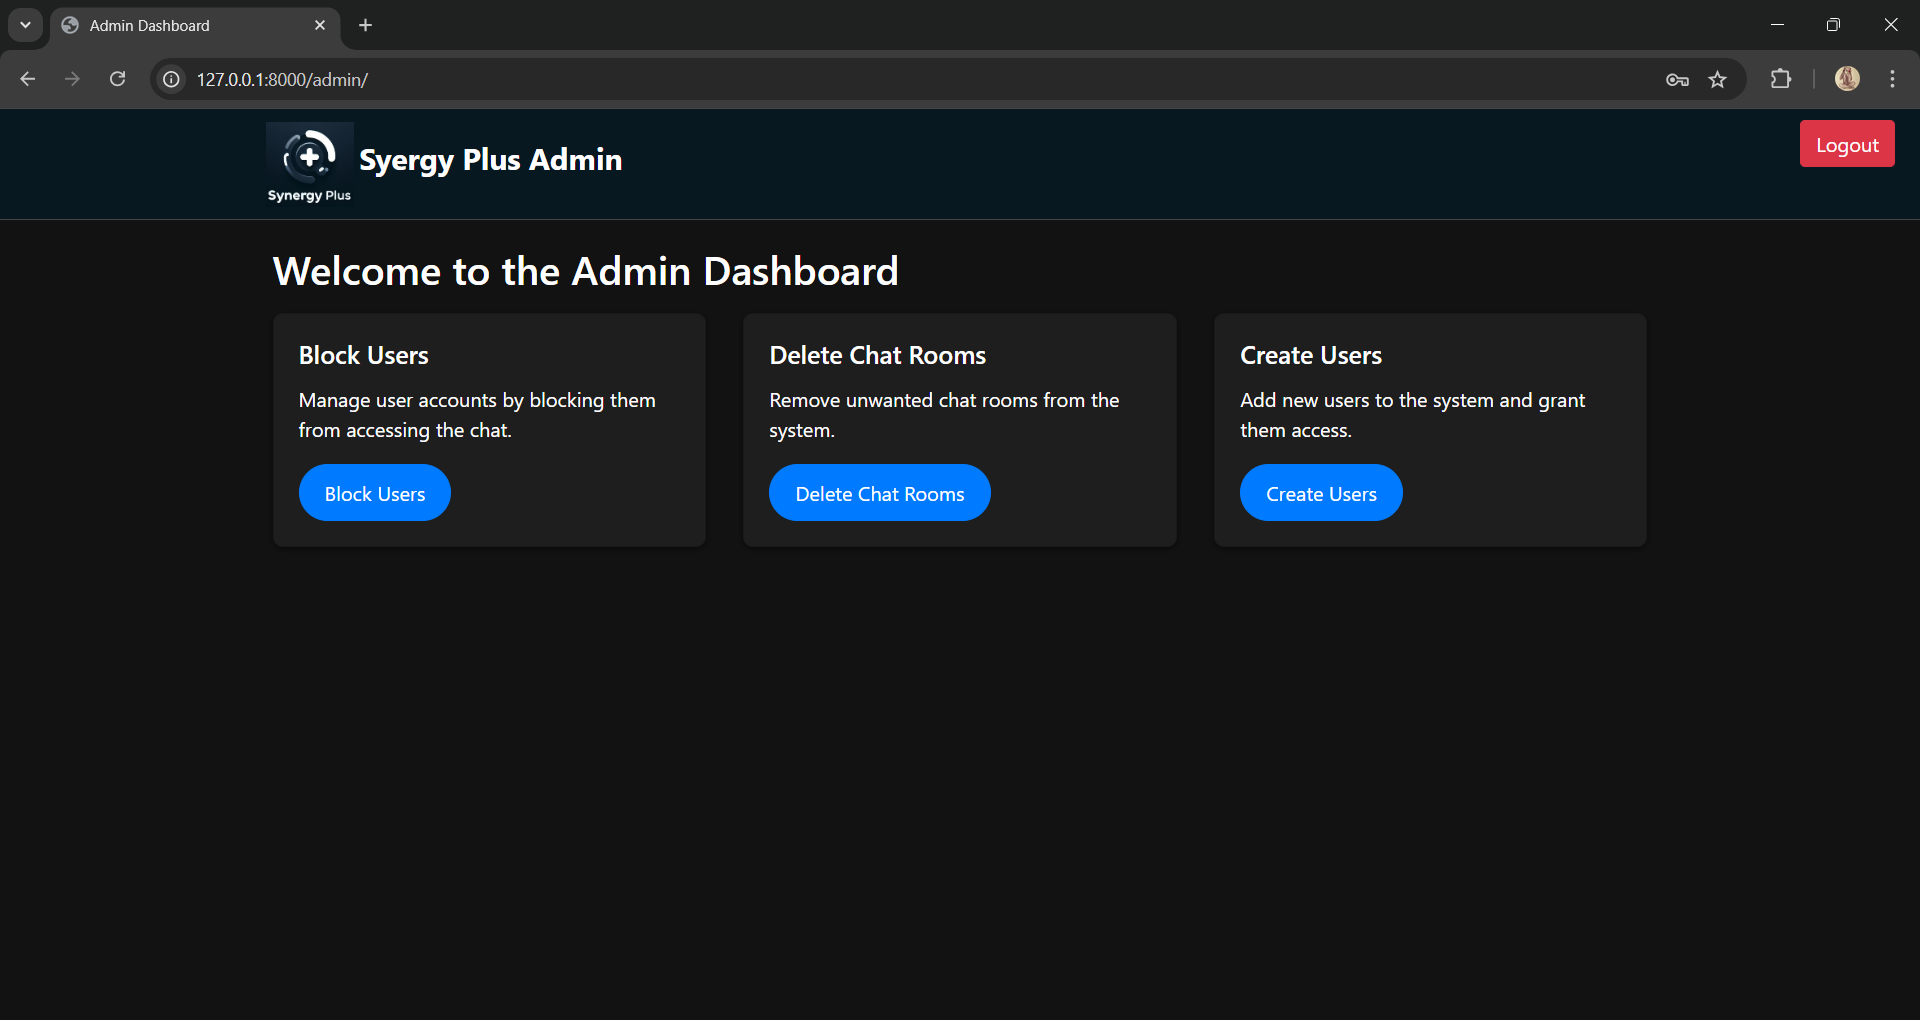 Admin Dashboard
127.0.0.1:8000/admin/
Synergy Plus
Syergy Plus Admin
Logout
Welcome to the Admin Dashboard
Block Users
Manage user accounts by blocking them
from accessing the chat.
Block Users
Delete Chat Rooms
Remove unwanted chat rooms from the
system.
Delete Chat Rooms
Create Users
Add new users to the system and grant
them access.
Create Users